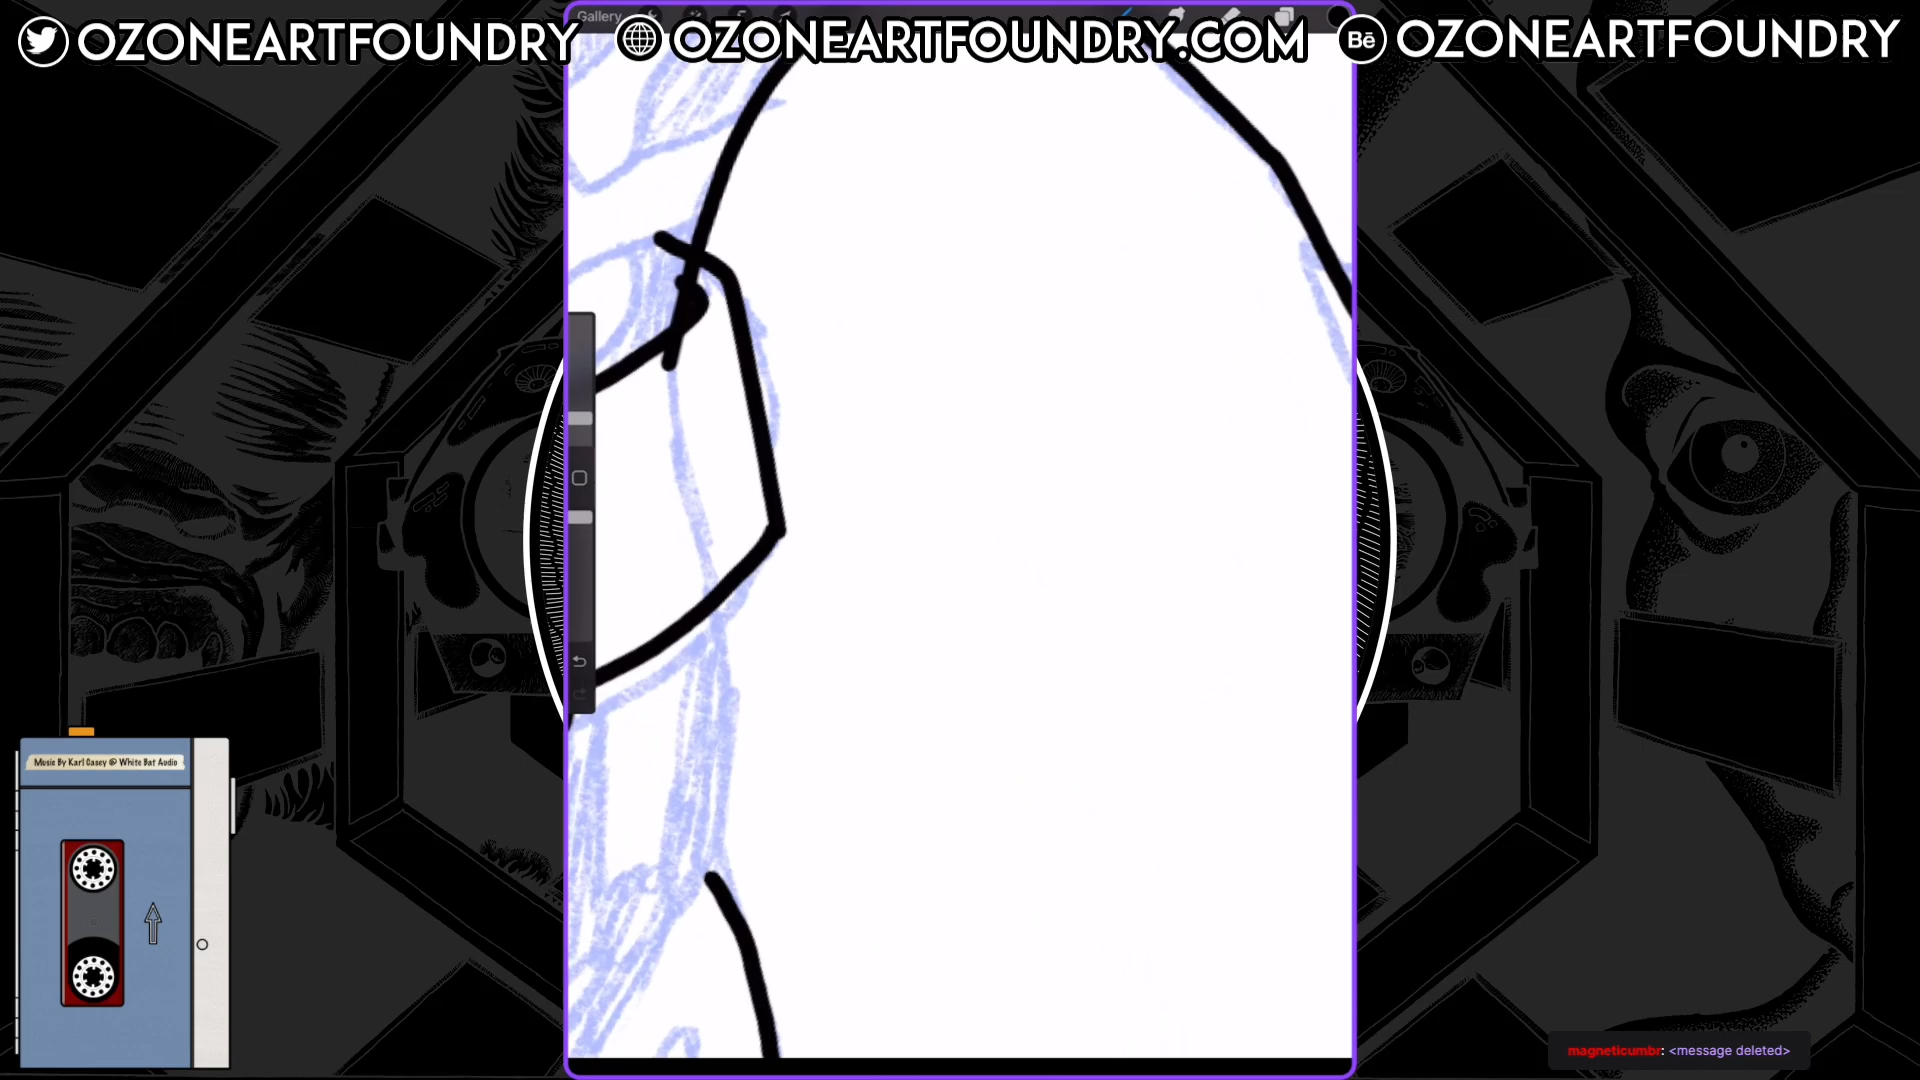 OZONEARTFOUNDRY
OZONEARTFOUNDRY.COM
Bē OZONEARTFOUNDRY
Gallery
Music By Karl Casey @ White Bat Audio
magneticumbr: <message deleted>